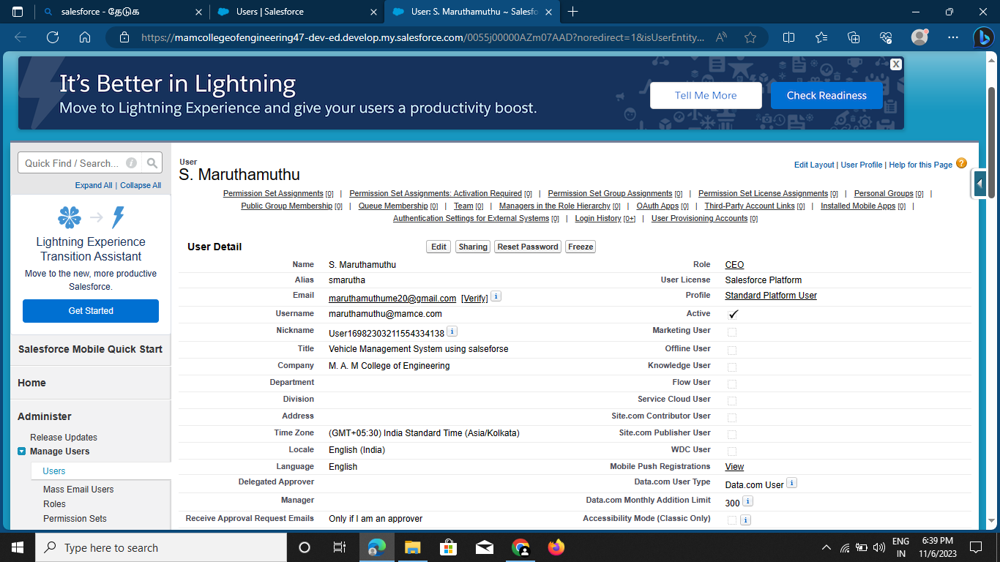 salesforce - தேடுக
Users | Salesforce
User: S. Maruthamuthu ~ Salesfo
https://mamcollegeofengineering47-dev-ed.develop.my.salesforce.com/0055j00000AZm07AAD?noredirect=1&isUserEntity...
It's Better in Lightning
Move to Lightning Experience and give your users a productivity boost.
Tell Me More
Check Readiness
X
Quick Find / Search...
Expand All | Collapse All
Lightning Experience
Transition Assistant
Move to the new, more productive
Salesforce.
Get Started
Salesforce Mobile Quick Start
Home
Administer
Release Updates
Manage Users
Users
Mass Email Users
Roles
Permission Sets
User
S. Maruthamuthu
Edit Layout | User Profile | Help for this Page ?
Permission Set Assignments [0] | Permission Set Assignments: Activation Required [0] | Permission Set Group Assignments [0] | Permission Set License Assignments [0] | Personal Groups [0] |
Public Group Membership [0] | Queue Membership [0] | Team [0] | Managers in the Role Hierarchy [0] | OAuth Apps [0] | Third-Party Account Links [0] | Installed Mobile Apps [0] |
Authentication Settings for External Systems [0] | Login History [0+] | User Provisioning Accounts [0]
User Detail Edit Sharing Reset Password Freeze
Name S. Maruthamuthu Role CEO
Alias smarutha User License Salesforce Platform
Email maruthamuthume20@gmail.com [Verify] i Profile Standard Platform User
Username maruthamuthu@mamce.com Active
Nickname User16982303211554334138 i Marketing User
Title Vehicle Management System using salseforse Offline User
Company M. A. M College of Engineering Knowledge User
Department Flow User
Division Service Cloud User
Address Site.com Contributor User
Time Zone (GMT+05:30) India Standard Time (Asia/Kolkata) Site.com Publisher User
Locale English (India) WDC User
Language English Mobile Push Registrations View
Delegated Approver Data.com User Type Data.com User i
Manager Data.com Monthly Addition Limit 300 i
Receive Approval Request Emails Only if I am an approver Accessibility Mode (Classic Only) i
Type here to search
ENG
IN
6:39 PM
11/6/2023